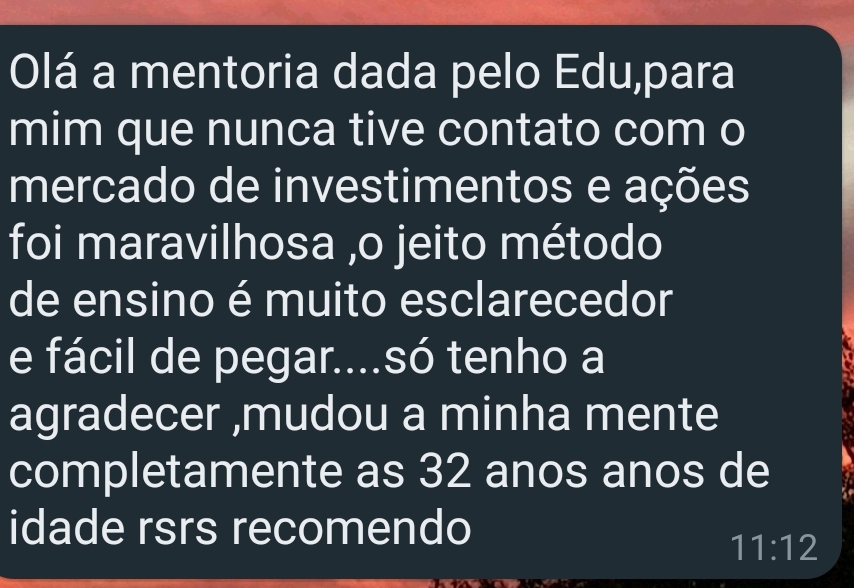 Olá a mentoria dada pelo Edu,para
mim que nunca tive contato com o
mercado de investimentos e ações
foi maravilhosa ,o jeito método
de ensino é muito esclarecedor
e fácil de pegar....só tenho a
agradecer ,mudou a minha mente
completamente as 32 anos anos de
idade rsrs recomendo
11:12